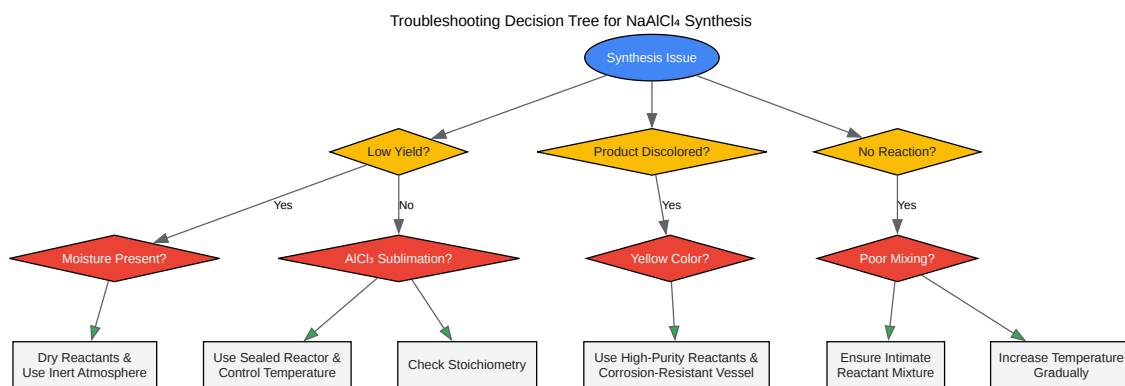 Troubleshooting Decision Tree for NaAlCl₄ Synthesis
Synthesis Issue
Low Yield?
Product Discolored?
No Reaction?
Yes
No
Yes
Yes
Moisture Present?
AlCl₃ Sublimation?
Yellow Color?
Poor Mixing?
Dry Reactants &
Use Inert Atmosphere
Use Sealed Reactor &
Control Temperature
Check Stoichiometry
Use High-Purity Reactants &
Corrosion-Resistant Vessel
Ensure Intimate
Reactant Mixture
Increase Temperature
Gradually